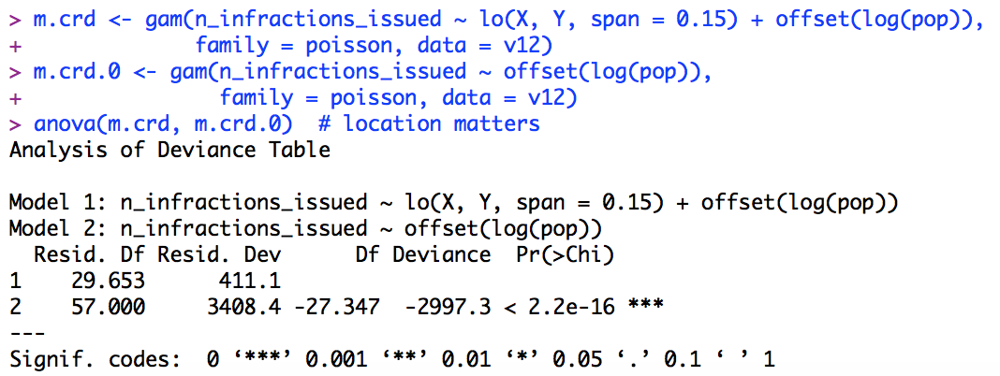 > m.crd <- gam(n_infractions_issued ~ lo(X, Y, span = 0.15) + offset(log(pop)),
+              family = poisson, data = v12)
> m.crd.0 <- gam(n_infractions_issued ~ offset(log(pop)),
+                family = poisson, data = v12)
> anova(m.crd, m.crd.0)  # location matters
Analysis of Deviance Table

Model 1: n_infractions_issued ~ lo(X, Y, span = 0.15) + offset(log(pop))
Model 2: n_infractions_issued ~ offset(log(pop))
  Resid. Df Resid. Dev      Df Deviance  Pr(>Chi)
1    29.653      411.1
2    57.000     3408.4 -27.347  -2997.3 < 2.2e-16 ***
---
Signif. codes:  0 ‘***’ 0.001 ‘**’ 0.01 ‘*’ 0.05 ‘.’ 0.1 ‘ ’ 1